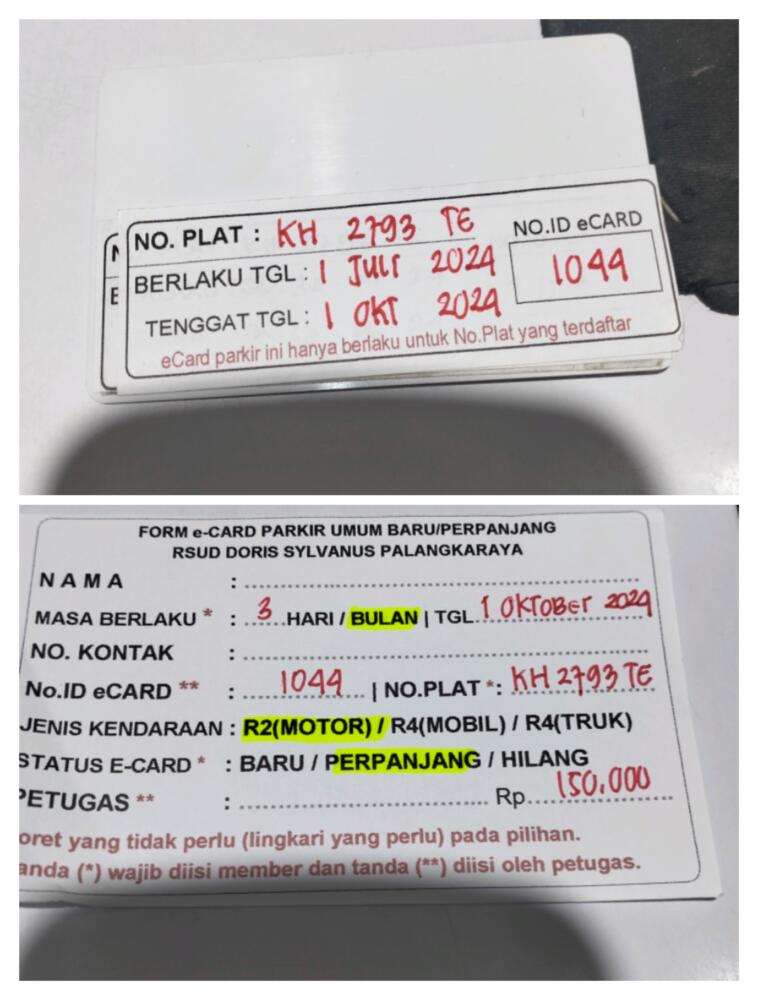 NO. PLAT : KH 2793 TE
NO.ID eCARD
BERLAKU TGL : 1 JULI 2024
1044
TENGGAT TGL : 1 OKT 2024
eCard parkir ini hanya berlaku untuk No.Plat yang terdaftar
FORM e-CARD PARKIR UMUM BARU/PERPANJANG
RSUD DORIS SYLVANUS PALANGKARAYA
N A M A : ........................
MASA BERLAKU * : ...3...HARI / BULAN | TGL. 1 OKTOBER 2024
NO. KONTAK : ........................
No.ID eCARD ** : ...1044... | NO.PLAT *: KH 2793 TE
JENIS KENDARAAN : R2(MOTOR) / R4(MOBIL) / R4(TRUK)
STATUS E-CARD * : BARU / PERPANJANG / HILANG
PETUGAS ** : ........................ Rp...150.000...
oret yang tidak perlu (lingkari yang perlu) pada pilihan.
anda (*) wajib diisi member dan tanda (**) diisi oleh petugas.